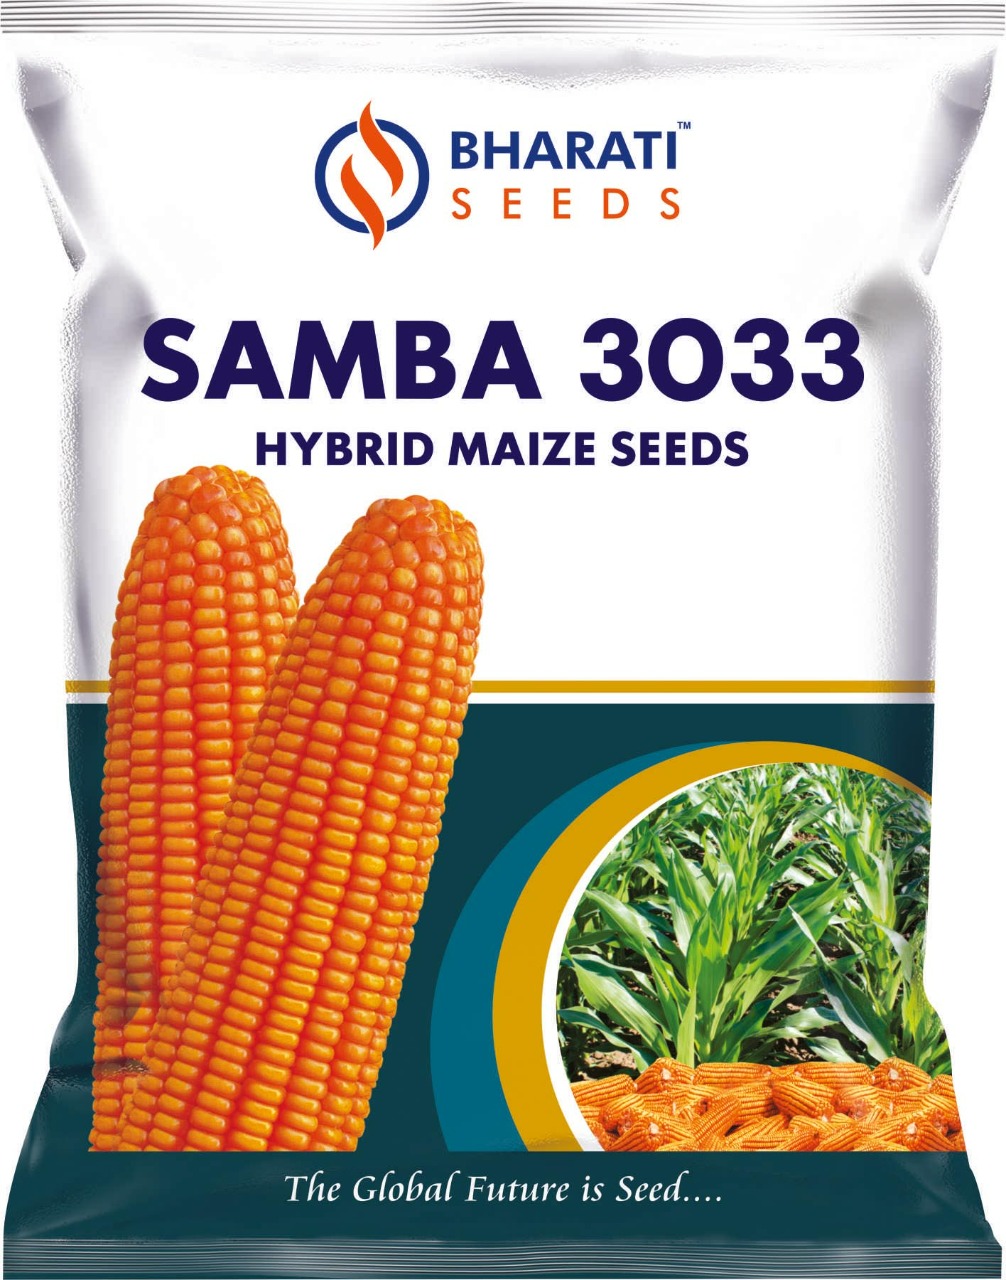 BHARATI™
SEEDS
SAMBA 3033
HYBRID MAIZE SEEDS
The Global Future is Seed....